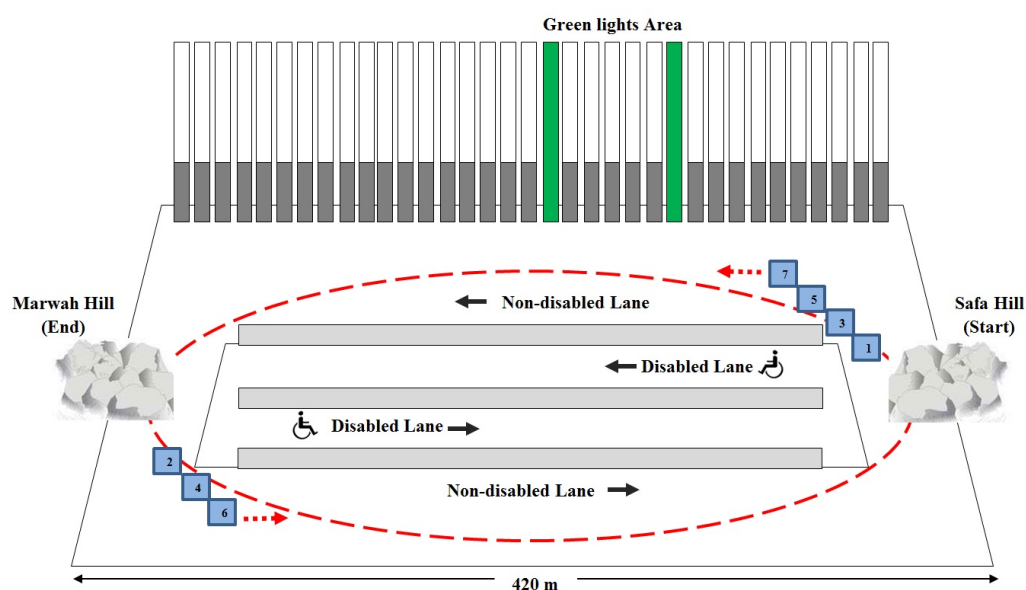 Green lights Area
7
5
3
1
Non-disabled Lane
Marwah Hill
(End)
Safa Hill
(Start)
Disabled Lane
Disabled Lane
2
4
6
Non-disabled Lane
420 m